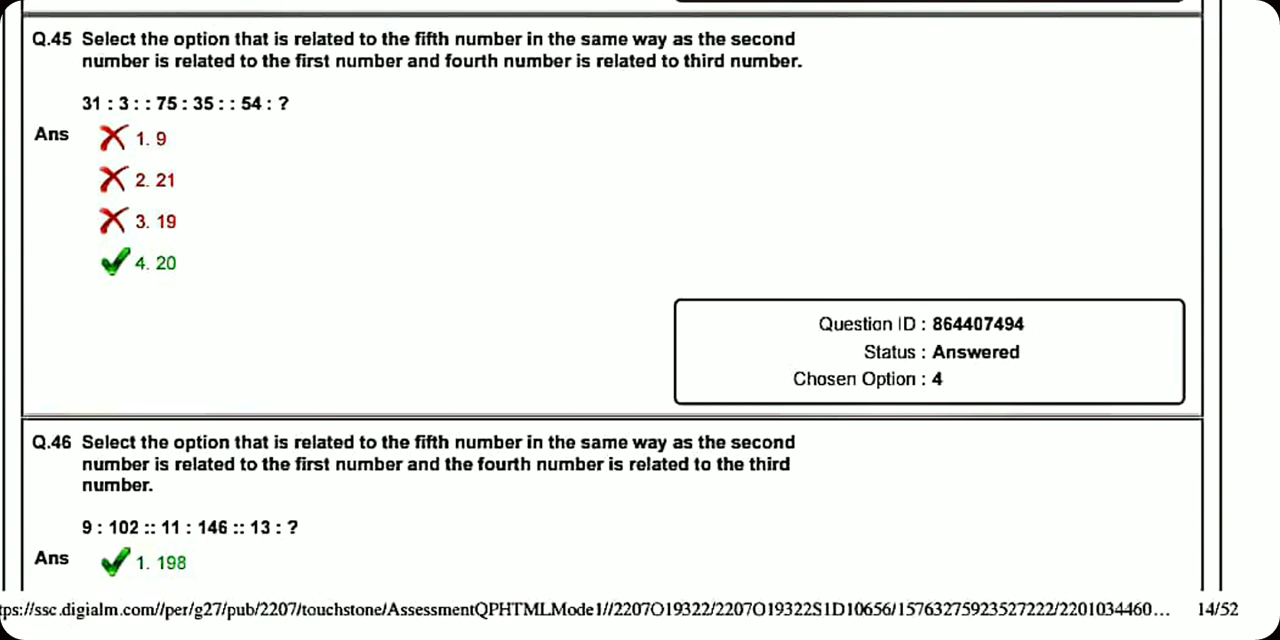 Q.45 Select the option that is related to the fifth number in the same way as the second
number is related to the first number and fourth number is related to third number.
31 : 3 : : 75 : 35 : : 54 : ?
Ans 1. 9
2. 21
3. 19
4. 20
Question ID : 864407494
Status : Answered
Chosen Option : 4
Q.46 Select the option that is related to the fifth number in the same way as the second
number is related to the first number and the fourth number is related to the third
number.
9 : 102 :: 11 : 146 :: 13 : ?
Ans 1. 198
tps://ssc.digialm.com//per/g27/pub/2207/touchstone/AssessmentQPHTMLMode1//2207O19322/2207O19322S1D10656/15763275923527222/2201034460... 14/52